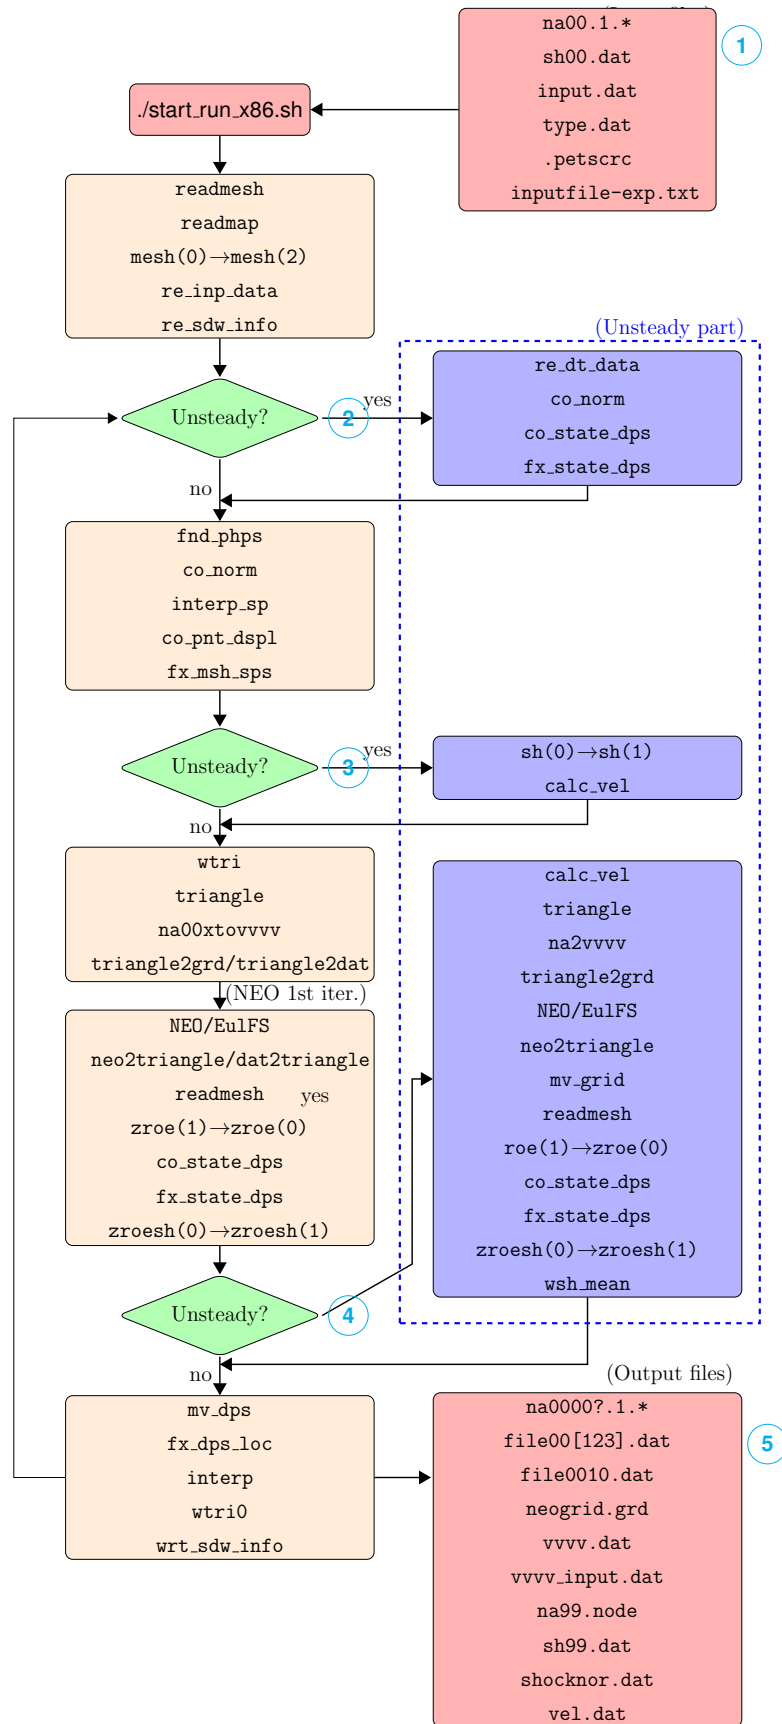 na00.1.*
sh00.dat
input.dat
type.dat
.petscrc
inputfile-exp.txt
1
./start_run_x86.sh
readmesh
readmap
mesh(0)→mesh(2)
re_inp_data
re_sdw_info
(Unsteady part)
Unsteady?
2
yes
re_dt_data
co_norm
co_state_dps
fx_state_dps
no
fnd_phps
co_norm
interp_sp
co_pnt_dspl
fx_msh_sps
Unsteady?
3
yes
sh(0)→sh(1)
calc_vel
no
wtri
triangle
na00xtovvvv
triangle2grd/triangle2dat
(NEO 1st iter.)
NEO/EulFS
neo2triangle/dat2triangle
readmesh
yes
zroe(1)→zroe(0)
co_state_dps
fx_state_dps
zroesh(0)→zroesh(1)
calc_vel
triangle
na2vvvv
triangle2grd
NEO/EulFS
neo2triangle
mv_grid
readmesh
roe(1)→zroe(0)
co_state_dps
fx_state_dps
zroesh(0)→zroesh(1)
wsh_mean
Unsteady?
4
no
mv_dps
fx_dps_loc
interp
wtri0
wrt_sdw_info
(Output files)
na0000?.1.*
file00[123].dat
file0010.dat
neogrid.grd
vvvv.dat
vvvv_input.dat
na99.node
sh99.dat
shocknor.dat
vel.dat
5